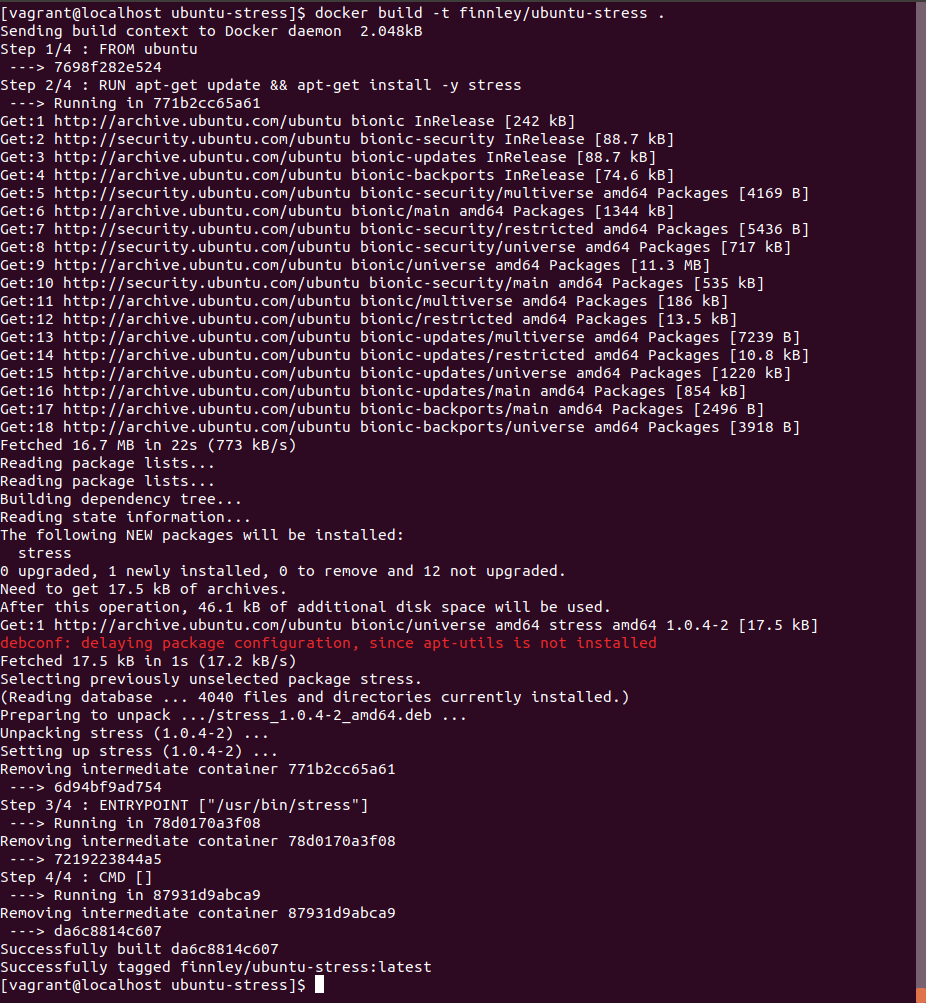 [vagrant@localhost ubuntu-stress]$ docker build -t finnley/ubuntu-stress .
Sending build context to Docker daemon  2.048kB
Step 1/4 : FROM ubuntu
 ---> 7698f282e524
Step 2/4 : RUN apt-get update && apt-get install -y stress
 ---> Running in 771b2cc65a61
Get:1 http://archive.ubuntu.com/ubuntu bionic InRelease [242 kB]
Get:2 http://security.ubuntu.com/ubuntu bionic-security InRelease [88.7 kB]
Get:3 http://archive.ubuntu.com/ubuntu bionic-updates InRelease [88.7 kB]
Get:4 http://archive.ubuntu.com/ubuntu bionic-backports InRelease [74.6 kB]
Get:5 http://security.ubuntu.com/ubuntu bionic-security/multiverse amd64 Packages [4169 B]
Get:6 http://archive.ubuntu.com/ubuntu bionic/main amd64 Packages [1344 kB]
Get:7 http://security.ubuntu.com/ubuntu bionic-security/restricted amd64 Packages [5436 B]
Get:8 http://security.ubuntu.com/ubuntu bionic-security/universe amd64 Packages [717 kB]
Get:9 http://archive.ubuntu.com/ubuntu bionic/universe amd64 Packages [11.3 MB]
Get:10 http://security.ubuntu.com/ubuntu bionic-security/main amd64 Packages [535 kB]
Get:11 http://archive.ubuntu.com/ubuntu bionic/multiverse amd64 Packages [186 kB]
Get:12 http://archive.ubuntu.com/ubuntu bionic/restricted amd64 Packages [13.5 kB]
Get:13 http://archive.ubuntu.com/ubuntu bionic-updates/multiverse amd64 Packages [7239 B]
Get:14 http://archive.ubuntu.com/ubuntu bionic-updates/restricted amd64 Packages [10.8 kB]
Get:15 http://archive.ubuntu.com/ubuntu bionic-updates/universe amd64 Packages [1220 kB]
Get:16 http://archive.ubuntu.com/ubuntu bionic-updates/main amd64 Packages [854 kB]
Get:17 http://archive.ubuntu.com/ubuntu bionic-backports/main amd64 Packages [2496 B]
Get:18 http://archive.ubuntu.com/ubuntu bionic-backports/universe amd64 Packages [3918 B]
Fetched 16.7 MB in 22s (773 kB/s)
Reading package lists...
Reading package lists...
Building dependency tree...
Reading state information...
The following NEW packages will be installed:
  stress
0 upgraded, 1 newly installed, 0 to remove and 12 not upgraded.
Need to get 17.5 kB of archives.
After this operation, 46.1 kB of additional disk space will be used.
Get:1 http://archive.ubuntu.com/ubuntu bionic/universe amd64 stress amd64 1.0.4-2 [17.5 kB]
debconf: delaying package configuration, since apt-utils is not installed
Fetched 17.5 kB in 1s (17.2 kB/s)
Selecting previously unselected package stress.
(Reading database ... 4040 files and directories currently installed.)
Preparing to unpack .../stress_1.0.4-2_amd64.deb ...
Unpacking stress (1.0.4-2) ...
Setting up stress (1.0.4-2) ...
Removing intermediate container 771b2cc65a61
 ---> 6d94bf9ad754
Step 3/4 : ENTRYPOINT ["/usr/bin/stress"]
 ---> Running in 78d0170a3f08
Removing intermediate container 78d0170a3f08
 ---> 7219223844a5
Step 4/4 : CMD []
 ---> Running in 87931d9abca9
Removing intermediate container 87931d9abca9
 ---> da6c8814c607
Successfully built da6c8814c607
Successfully tagged finnley/ubuntu-stress:latest
[vagrant@localhost ubuntu-stress]$